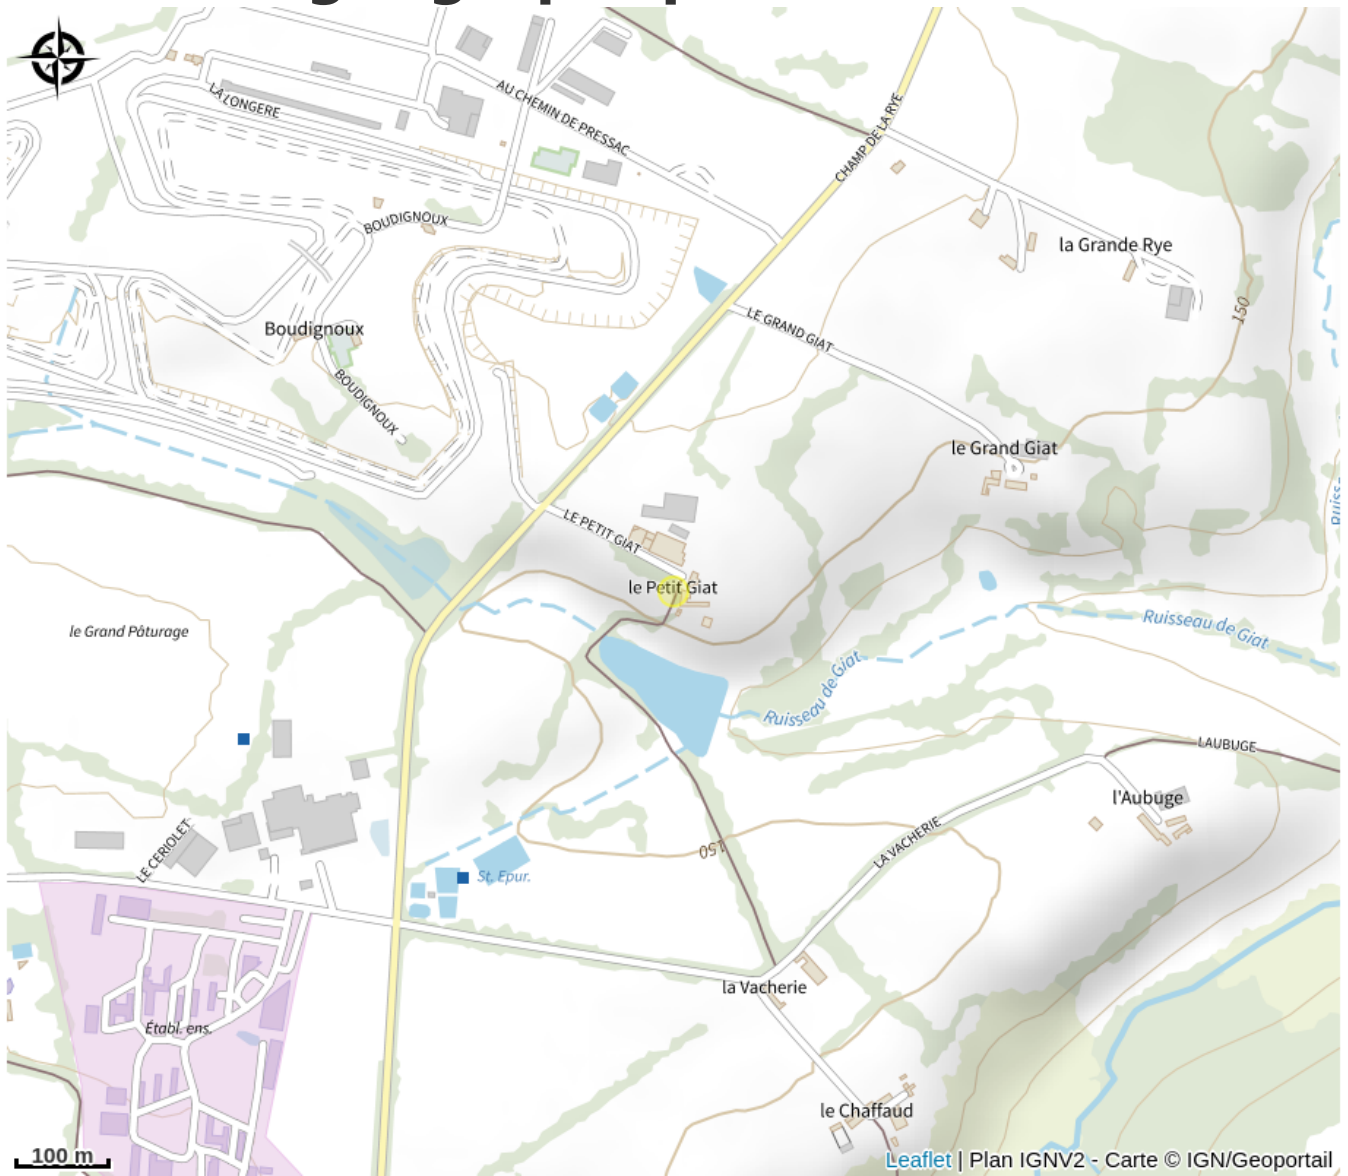 LA LONGERE
AU CHEMIN DE PRESSAC
CHAMP DE LA RYE
BOUDIGNOUX
la Grande Rye
150
Boudignoux
LE GRAND GIAT
BOUDIGNOUX
le Grand Giat
LE PETIT GIAT
le Petit Giat
Ruisseau de Giat
le Grand Pâturage
Ruisseau de Giat
LAUBUGE
l'Aubuge
LE CERIOLET
LA VACHERIE
150
St. Epur.
la Vacherie
Établ. ens.
le Chaffaud
100 m
Leaflet | Plan IGNV2 - Carte © IGN/Geoportail